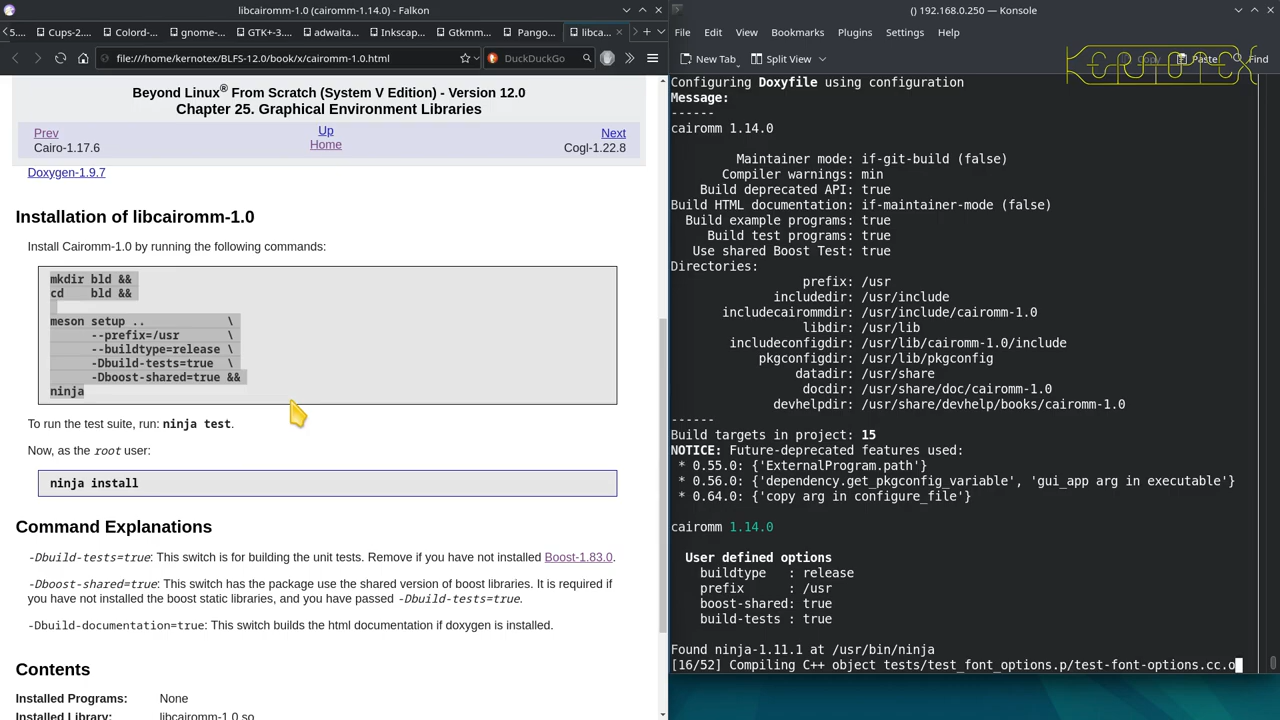 libcairomm-1.0 (cairomm-1.14.0) - Falkon
5.... Cups-2.... Colord-... gnome-... GTK+-3.... adwaita... Inkscap... Gtkmm... Pango... libca...
file:///home/kernotex/BLFS-12.0/book/x/cairomm-1.0.html
DuckDuckGo
Beyond Linux® From Scratch (System V Edition) - Version 12.0
Chapter 25. Graphical Environment Libraries
Prev Up Next
Cairo-1.17.6 Home Cogl-1.22.8
Doxygen-1.9.7
Installation of libcairomm-1.0
Install Cairomm-1.0 by running the following commands:
mkdir bld &&
cd    bld &&
meson setup ..            \
      --prefix=/usr       \
      --buildtype=release \
      -Dbuild-tests=true  \
      -Dboost-shared=true &&
ninja
To run the test suite, run: ninja test.
Now, as the root user:
ninja install
Command Explanations
-Dbuild-tests=true: This switch is for building the unit tests. Remove if you have not installed Boost-1.83.0.
-Dboost-shared=true: This switch has the package use the shared version of boost libraries. It is required if
you have not installed the boost static libraries, and you have passed -Dbuild-tests=true.
-Dbuild-documentation=true: This switch builds the html documentation if doxygen is installed.
Contents
Installed Programs: None
Installed Library: libcairomm-1.0.so
() 192.168.0.250 — Konsole
File Edit View Bookmarks Plugins Settings Help
New Tab Split View Copy Paste Find
KERNOTEX
Configuring Doxyfile using configuration
Message:
------
cairomm 1.14.0
Maintainer mode: if-git-build (false)
Compiler warnings: min
Build deprecated API: true
Build HTML documentation: if-maintainer-mode (false)
Build example programs: true
Build test programs: true
Use shared Boost Test: true
Directories:
prefix: /usr
includedir: /usr/include
includecairommdir: /usr/include/cairomm-1.0
libdir: /usr/lib
includeconfigdir: /usr/lib/cairomm-1.0/include
pkgconfigdir: /usr/lib/pkgconfig
datadir: /usr/share
docdir: /usr/share/doc/cairomm-1.0
devhelpdir: /usr/share/devhelp/books/cairomm-1.0
------
Build targets in project: 15
NOTICE: Future-deprecated features used:
 * 0.55.0: {'ExternalProgram.path'}
 * 0.56.0: {'dependency.get_pkgconfig_variable', 'gui_app arg in executable'}
 * 0.64.0: {'copy arg in configure_file'}
cairomm 1.14.0
User defined options
buildtype   : release
prefix      : /usr
boost-shared: true
build-tests : true
Found ninja-1.11.1 at /usr/bin/ninja
[16/52] Compiling C++ object tests/test_font_options.p/test-font-options.cc.o